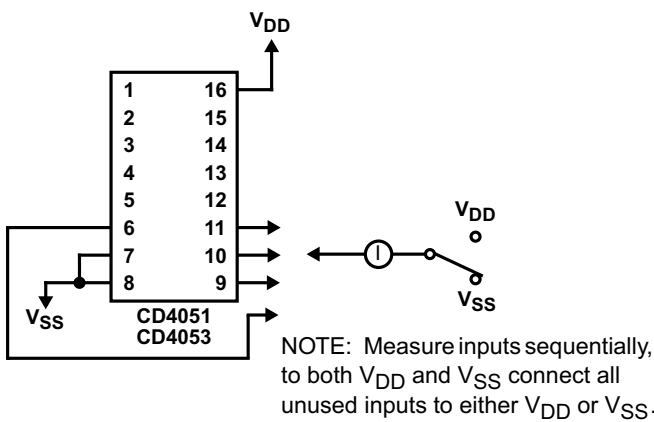 VDD
1 16
2 15
3 14
4 13
5 12
6 11
7 10
8 9
VSS
CD4051
CD4053
I
VDD
VSS
NOTE: Measure inputs sequentially,
to both VDD and VSS connect all
unused inputs to either VDD or VSS.